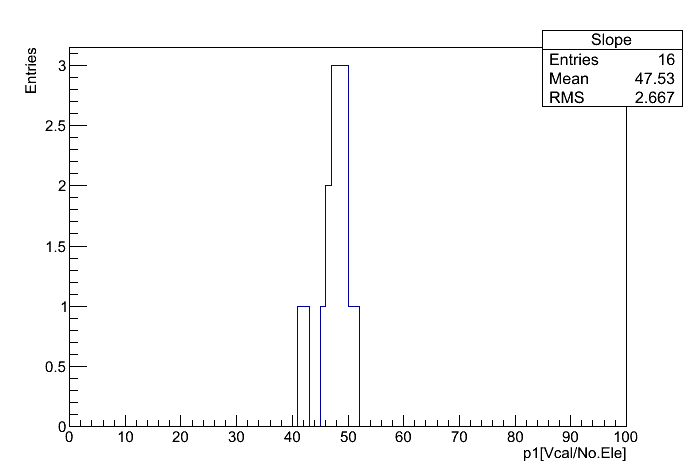 Slope
Entries 16
Mean 47.53
RMS 2.667
Entries
3
2.5
2
1.5
1
0.5
0
0 10 20 30 40 50 60 70 80 90 100
p1[Vcal/No.Ele]